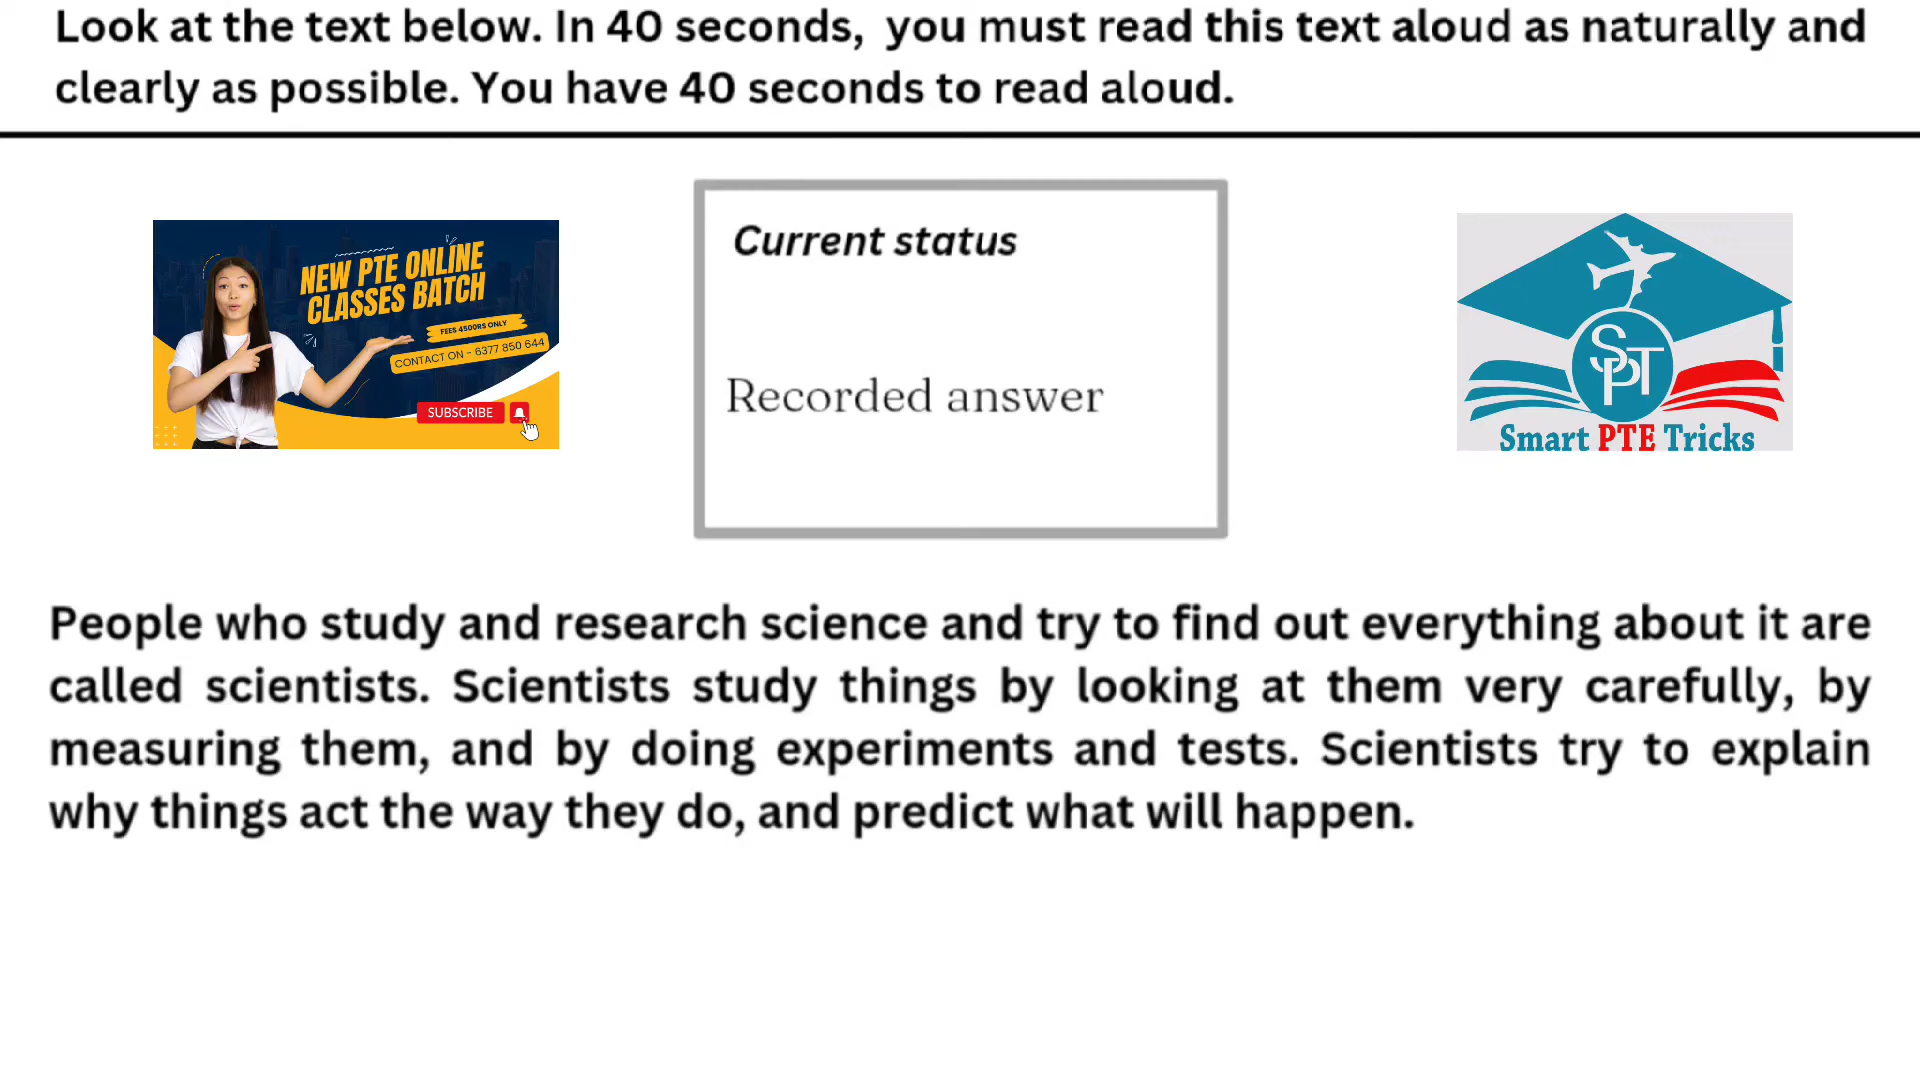 Look at the text below. In 40 seconds, you must read this text aloud as naturally and
clearly as possible. You have 40 seconds to read aloud.
NEW PTE ONLINE
CLASSES BATCH
FEES 4500RS ONLY
CONTACT ON - 6377 850 644
SUBSCRIBE
Current status
Recorded answer
SPT
Smart PTE Tricks
People who study and research science and try to find out everything about it are
called scientists. Scientists study things by looking at them very carefully, by
measuring them, and by doing experiments and tests. Scientists try to explain
why things act the way they do, and predict what will happen.